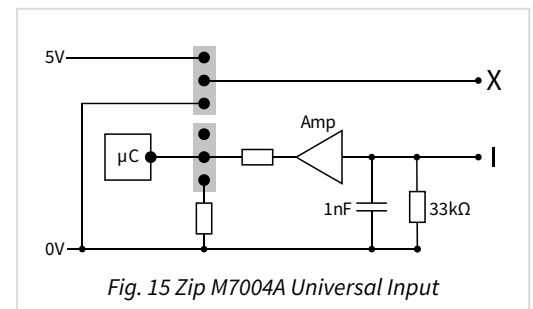 5V
X
Amp
µC
I
1nF
33kΩ
0V
Fig. 15 Zip M7004A Universal Input